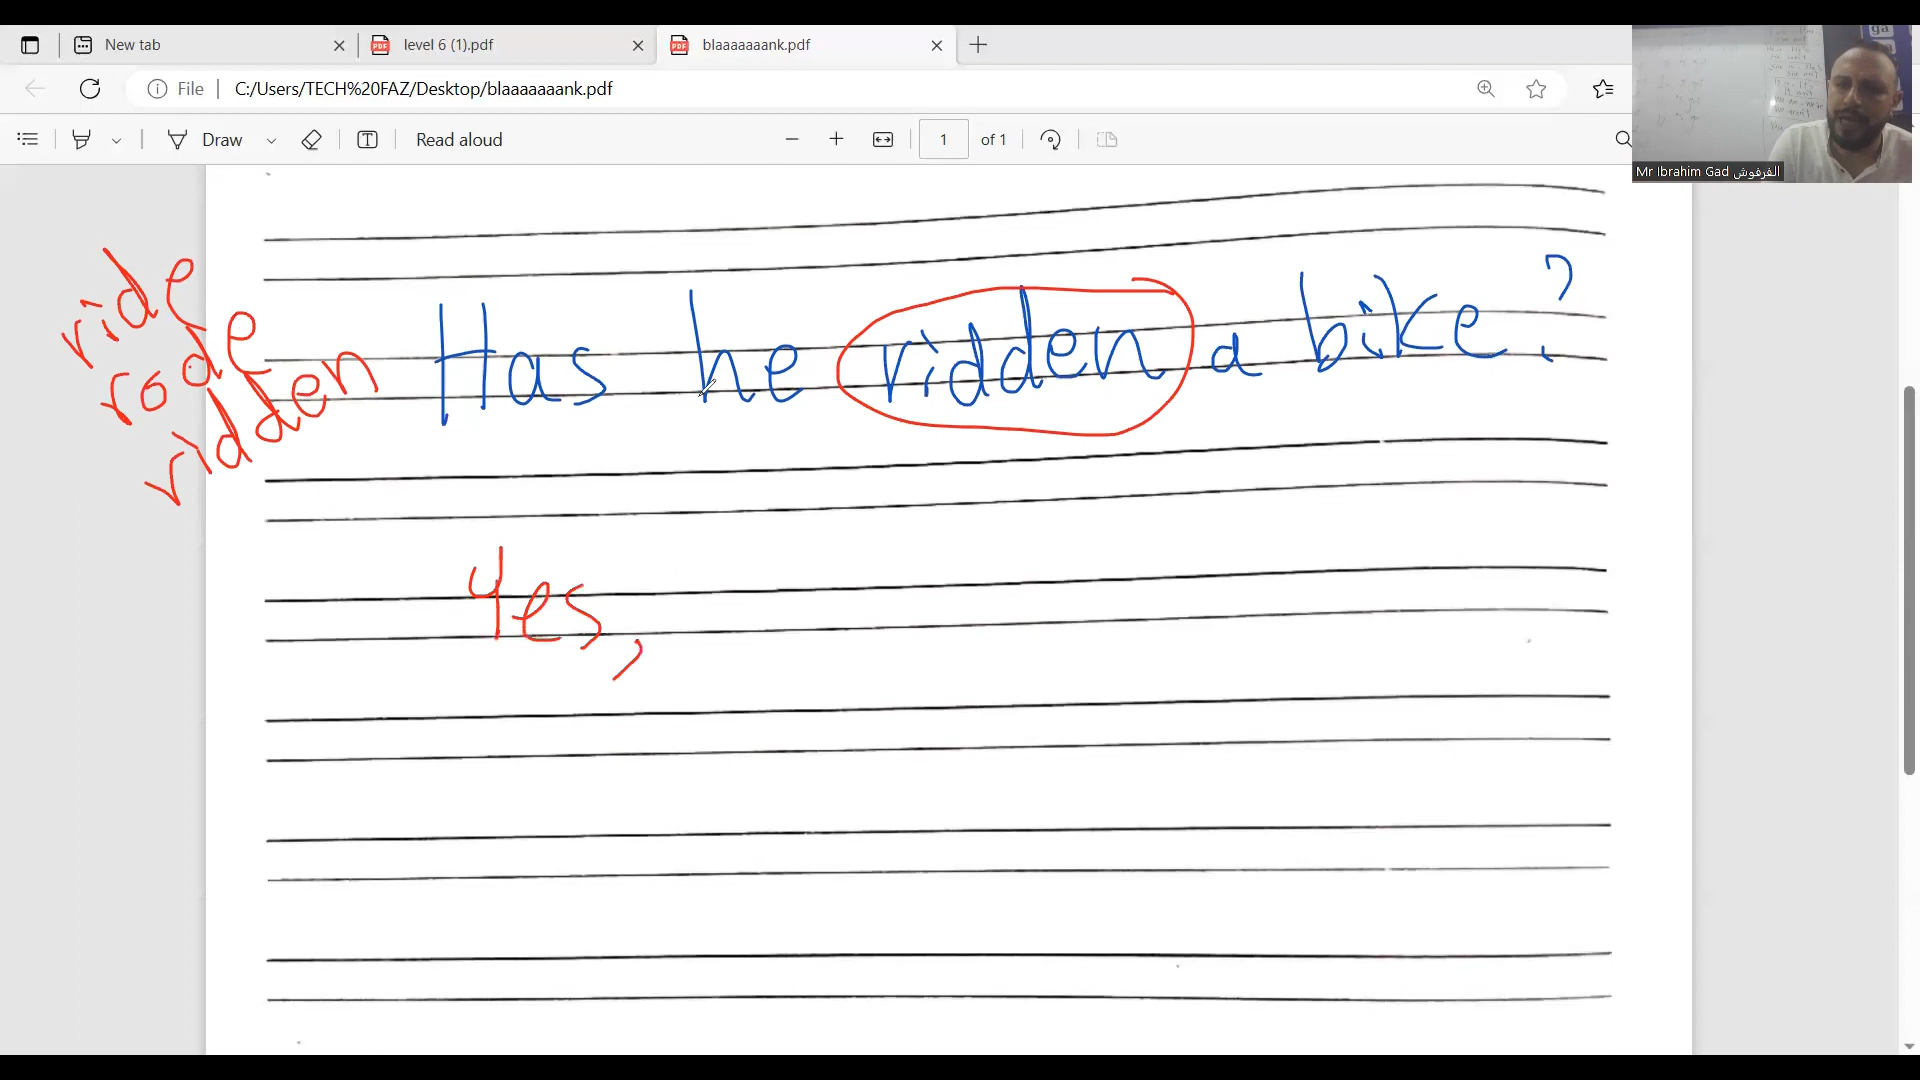 New tab
level 6 (1).pdf
blaaaaaaank.pdf
File C:/Users/TECH%20FAZ/Desktop/blaaaaaaank.pdf
Draw
Read aloud
1 of 1
Mr Ibrahim Gad الفرفوش
ride
rode
ridden
Has he ridden a bike?
Yes,